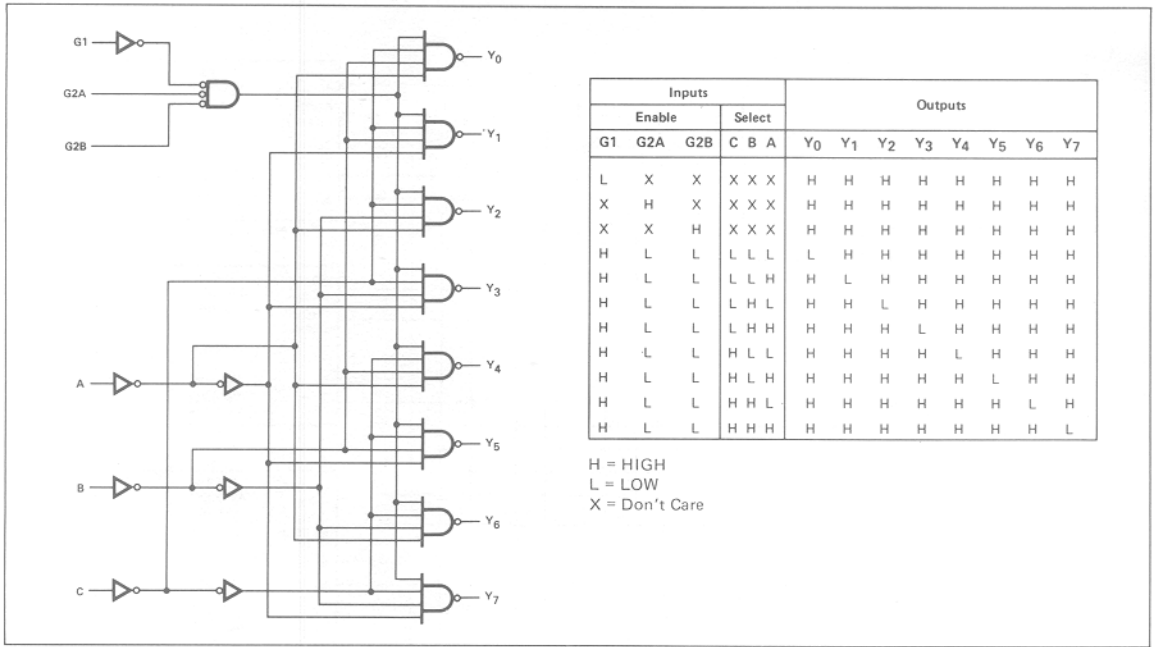 G1
G2A
G2B
A
B
C
Y0
Y1
Y2
Y3
Y4
Y5
Y6
Y7
Inputs Outputs
Enable Select
G1 G2A G2B C B A Y0 Y1 Y2 Y3 Y4 Y5 Y6 Y7
L X X X X X H H H H H H H H
X H X X X X H H H H H H H H
X X H X X X H H H H H H H H
H L L L L L L H H H H H H H
H L L L L H H L H H H H H H
H L L L H L H H L H H H H H
H L L L H H H H H L H H H H
H L L H L L H H H H L H H H
H L L H L H H H H H H L H H
H L L H H L H H H H H H L H
H L L H H H H H H H H H H L
H = HIGH
L = LOW
X = Don't Care